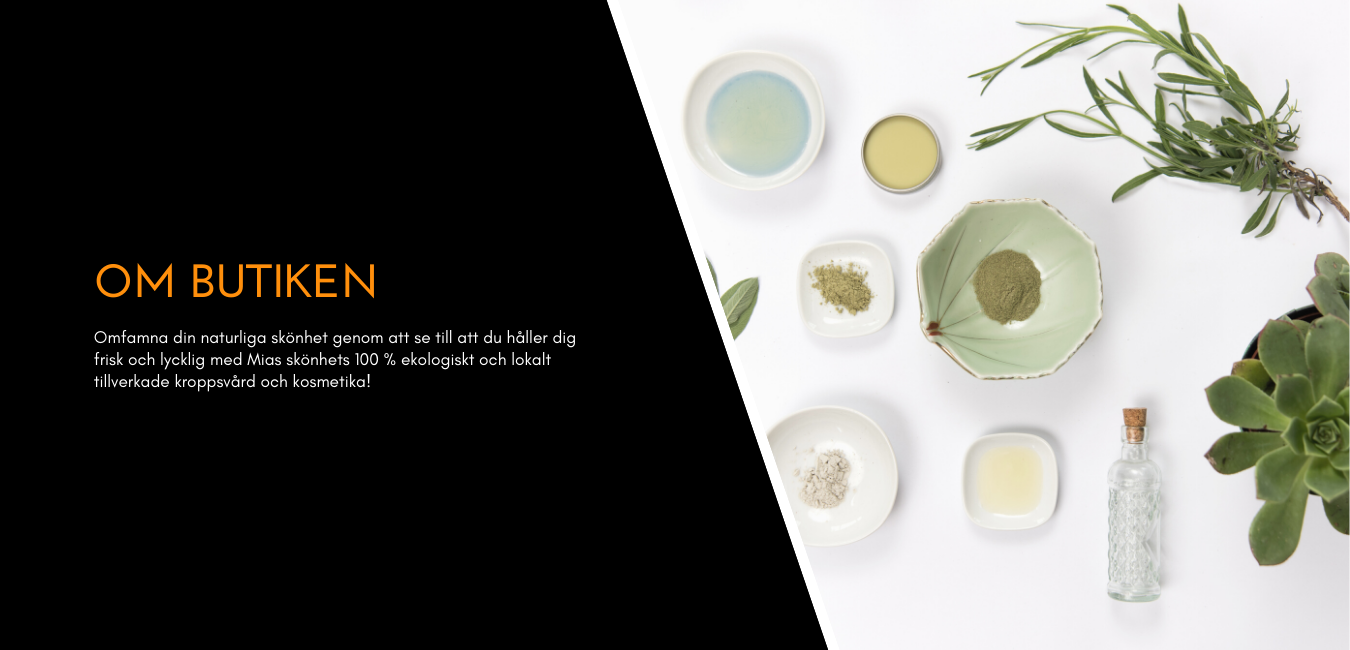 OM BUTIKEN
Omfamna din naturliga skönhet genom att se till att du håller dig
frisk och lycklig med Mias skönhets 100 % ekologiskt och lokalt
tillverkade kroppsvård och kosmetika!